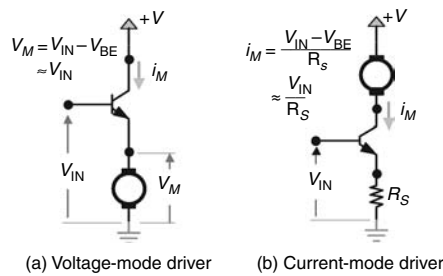 +V
V_M = V_IN – V_BE
≈ V_IN
i_M
V_IN
V_M
(a) Voltage-mode driver
+V
i_M = (V_IN – V_BE) / R_s
≈ V_IN / R_S
i_M
V_IN
R_S
(b) Current-mode driver